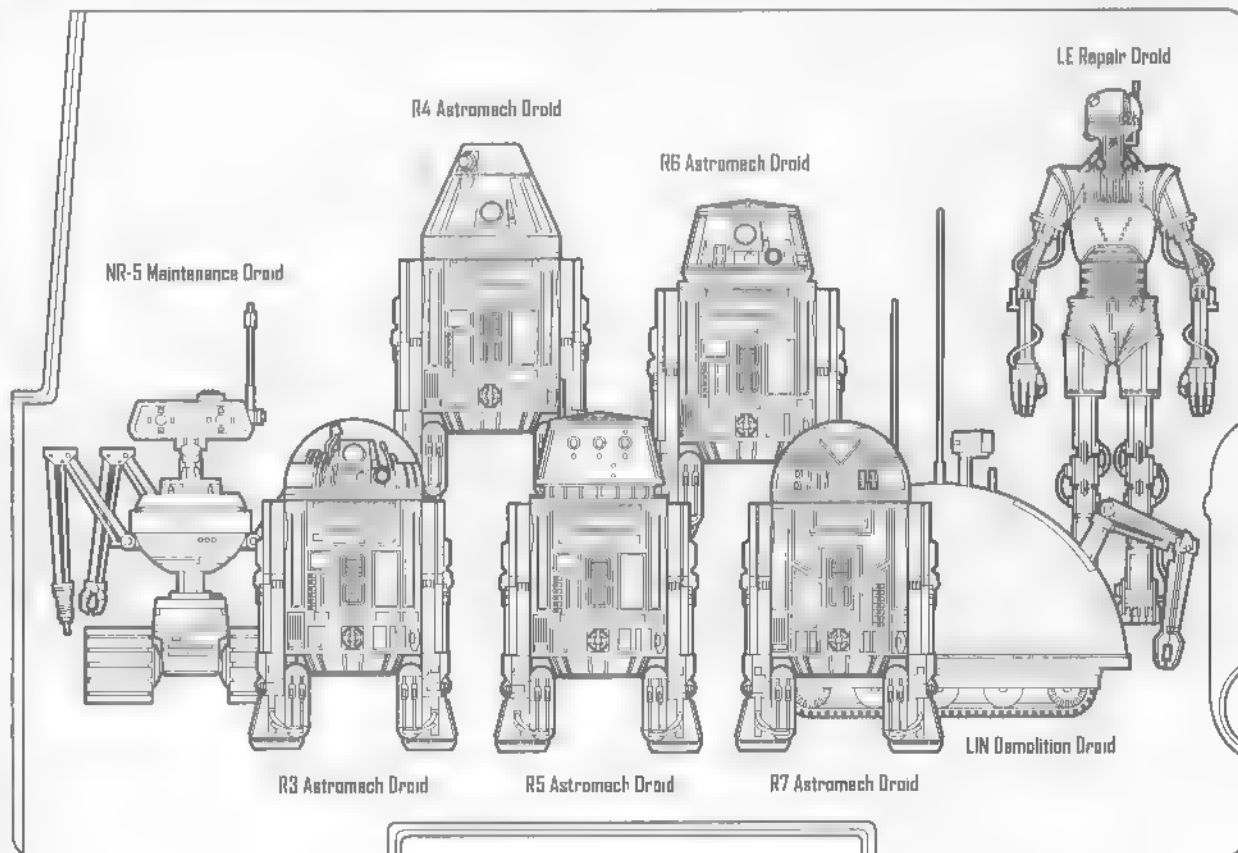 LE Repair Droid
R4 Astromech Droid
R6 Astromech Droid
NR-5 Maintenance Droid
LIN Demolition Droid
R3 Astromech Droid
R5 Astromech Droid
R7 Astromech Droid